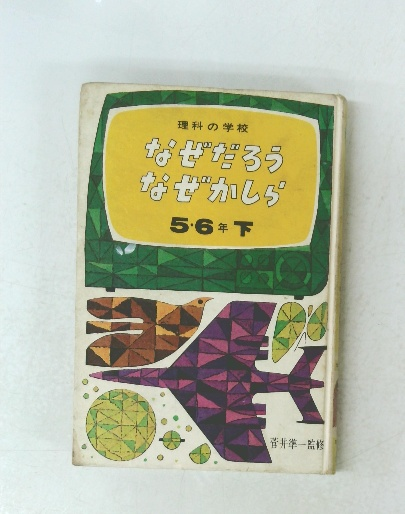 理科の学校
なぜだろう
なぜかしら
5・6年 下
菅井準一監修